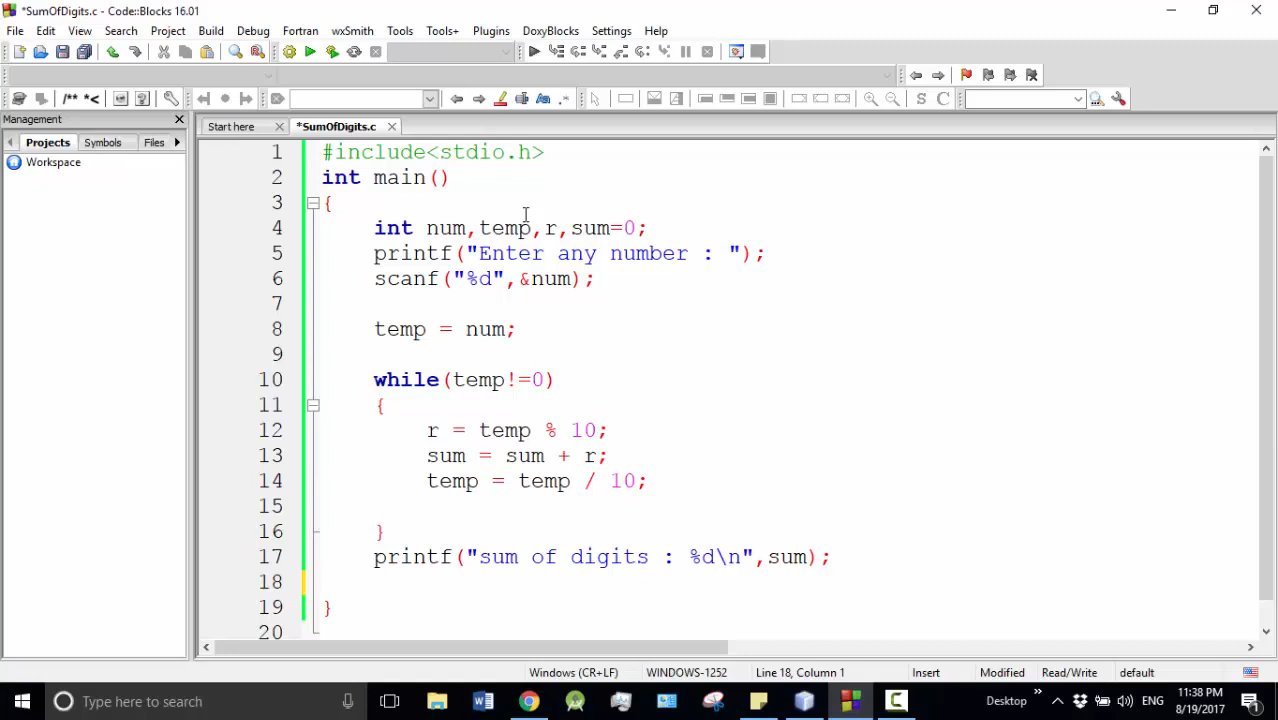 *SumOfDigits.c - Code::Blocks 16.01
File Edit View Search Project Build Debug Fortran wxSmith Tools Tools+ Plugins DoxyBlocks Settings Help
/** *<
S C
Management
Projects Symbols Files
Workspace
Start here *SumOfDigits.c
1 #include<stdio.h>
2 int main()
3 {
4 int num,temp,r,sum=0;
5 printf("Enter any number : ");
6 scanf("%d",&num);
7
8 temp = num;
9
10 while(temp!=0)
11 {
12 r = temp % 10;
13 sum = sum + r;
14 temp = temp / 10;
15
16 }
17 printf("sum of digits : %d\n",sum);
18
19 }
20
Windows (CR+LF) WINDOWS-1252 Line 18, Column 1 Insert Modified Read/Write default
Type here to search
Desktop ENG
11:38 PM
8/19/2017